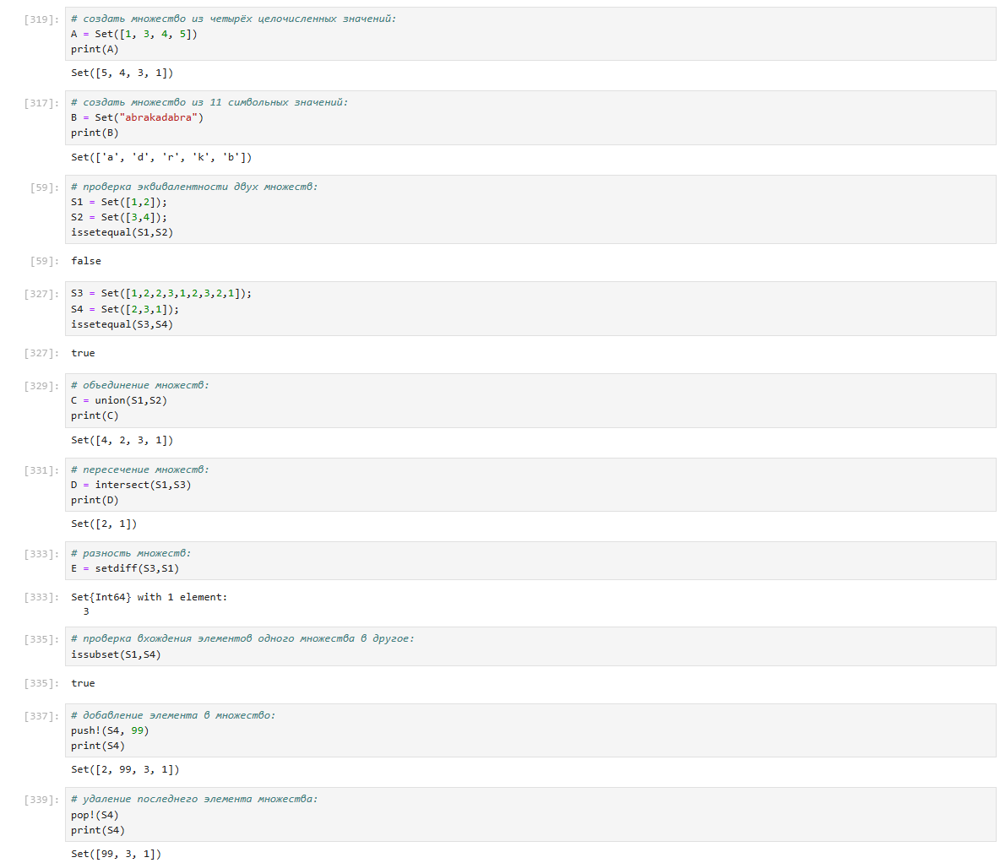 [319]: # создать множество из четырёх целочисленных значений:
A = Set([1, 3, 4, 5])
print(A)
Set([5, 4, 3, 1])
[317]: # создать множество из 11 символьных значений:
B = Set("abrakadabra")
print(B)
Set(['a', 'd', 'r', 'k', 'b'])
[59]: # проверка эквивалентности двух множеств:
S1 = Set([1,2]);
S2 = Set([3,4]);
issetequal(S1,S2)
[59]: false
[327]: S3 = Set([1,2,2,3,1,2,3,2,1]);
S4 = Set([2,3,1]);
issetequal(S3,S4)
[327]: true
[329]: # объединение множеств:
C = union(S1,S2)
print(C)
Set([4, 2, 3, 1])
[331]: # пересечение множеств:
D = intersect(S1,S3)
print(D)
Set([2, 1])
[333]: # разность множеств:
E = setdiff(S3,S1)
[333]: Set{Int64} with 1 element:
3
[335]: # проверка вхождения элементов одного множества в другое:
issubset(S1,S4)
[335]: true
[337]: # добавление элемента в множество:
push!(S4, 99)
print(S4)
Set([2, 99, 3, 1])
[339]: # удаление последнего элемента множества:
pop!(S4)
print(S4)
Set([99, 3, 1])